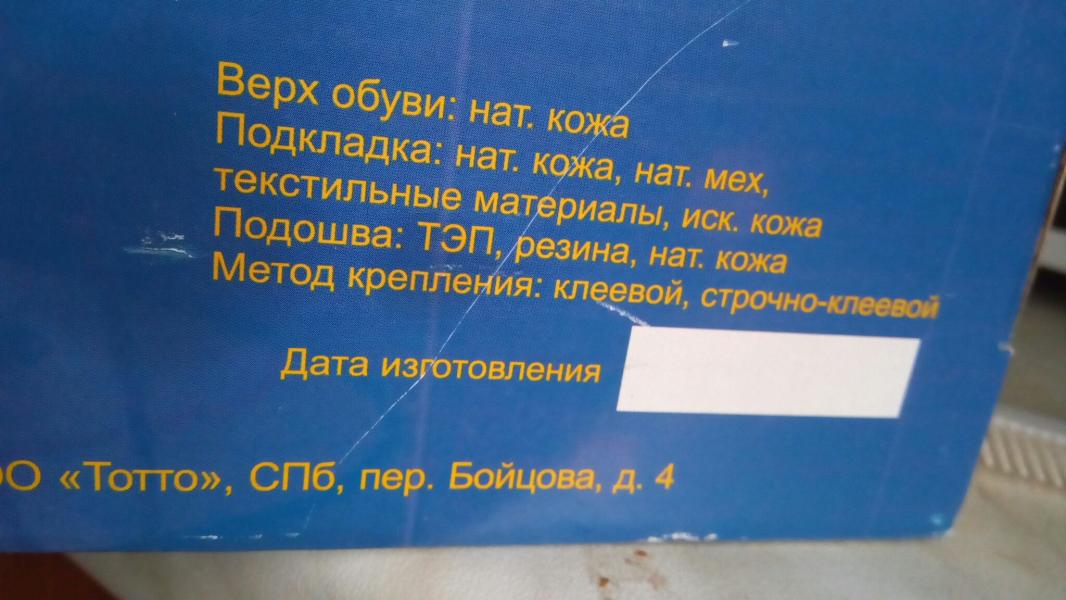 Верх обуви: нат. кожа
Подкладка: нат. кожа, нат. мех,
текстильные материалы, иск. кожа
Подошва: ТЭП, резина, нат. кожа
Метод крепления: клеевой, строчно-клеевой
Дата изготовления
«Тотто», СПб, пер. Бойцова, д. 4